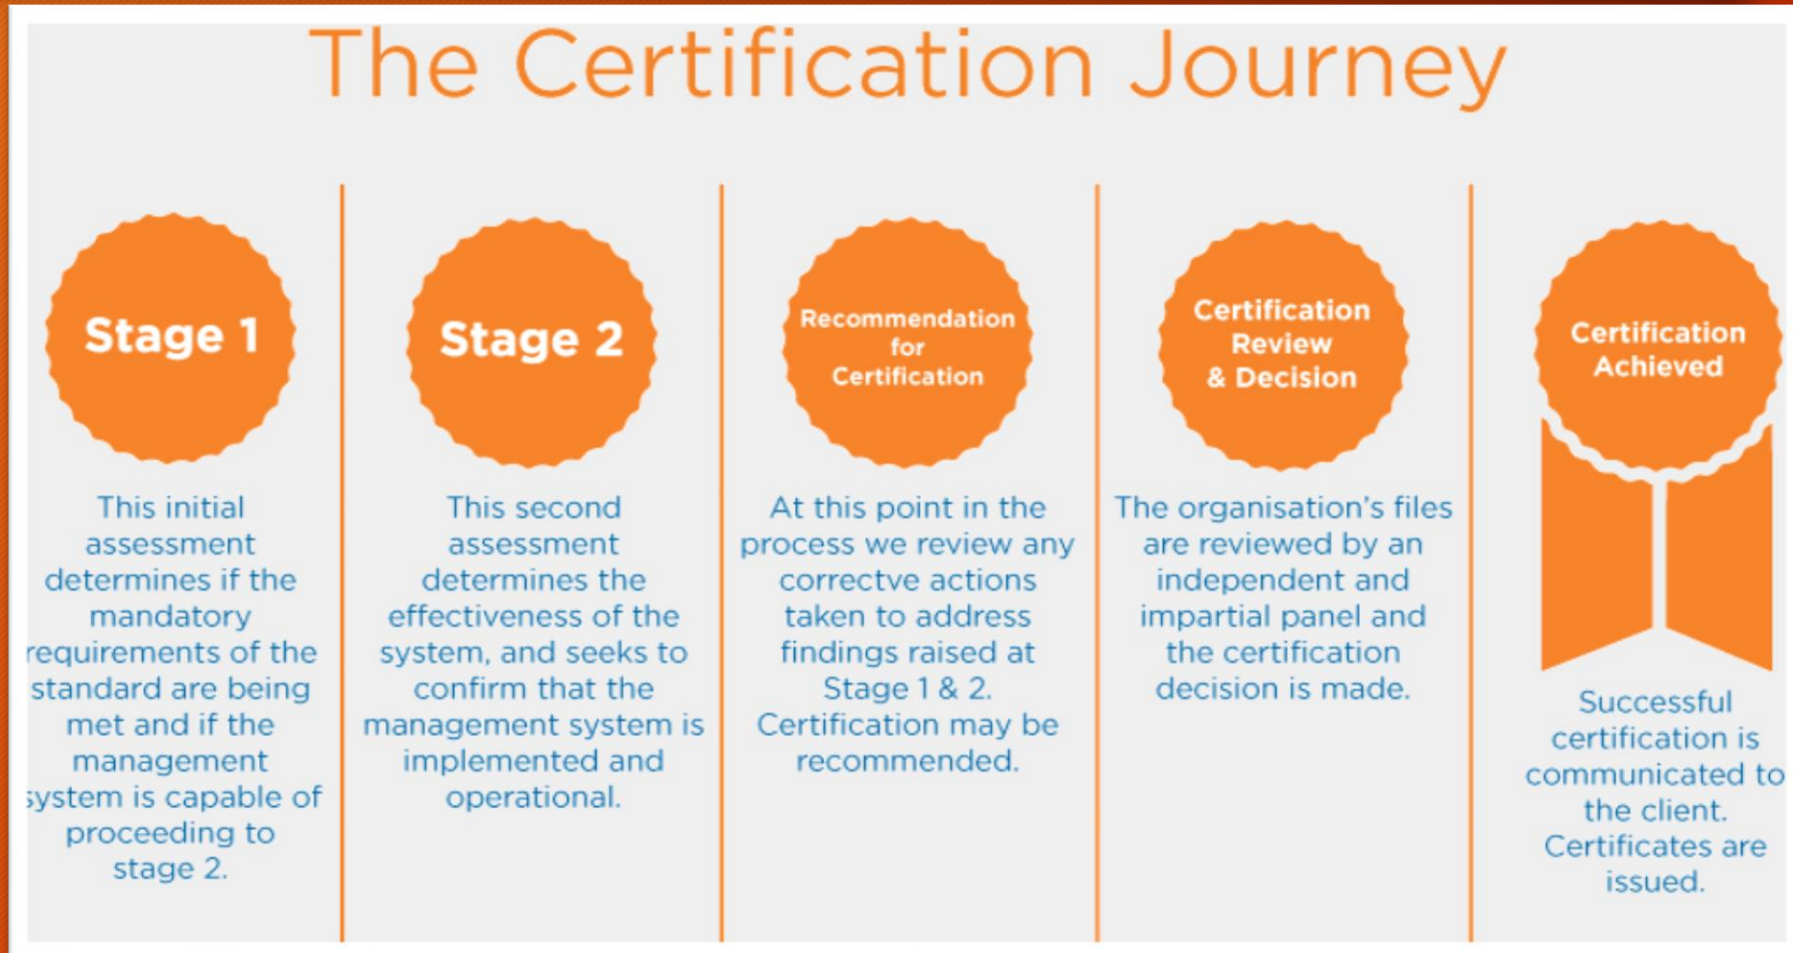 The Certification Journey
Stage 1
This initial
assessment
determines if the
mandatory
requirements of the
standard are being
met and if the
management
system is capable of
proceeding to
stage 2.
Stage 2
This second
assessment
determines the
effectiveness of the
system, and seeks to
confirm that the
management system is
implemented and
operational.
Recommendation
for
Certification
At this point in the
process we review any
correctve actions
taken to address
findings raised at
Stage 1 & 2.
Certification may be
recommended.
Certification
Review
& Decision
The organisation's files
are reviewed by an
independent and
impartial panel and
the certification
decision is made.
Certification
Achieved
Successful
certification is
communicated to
the client.
Certificates are
issued.